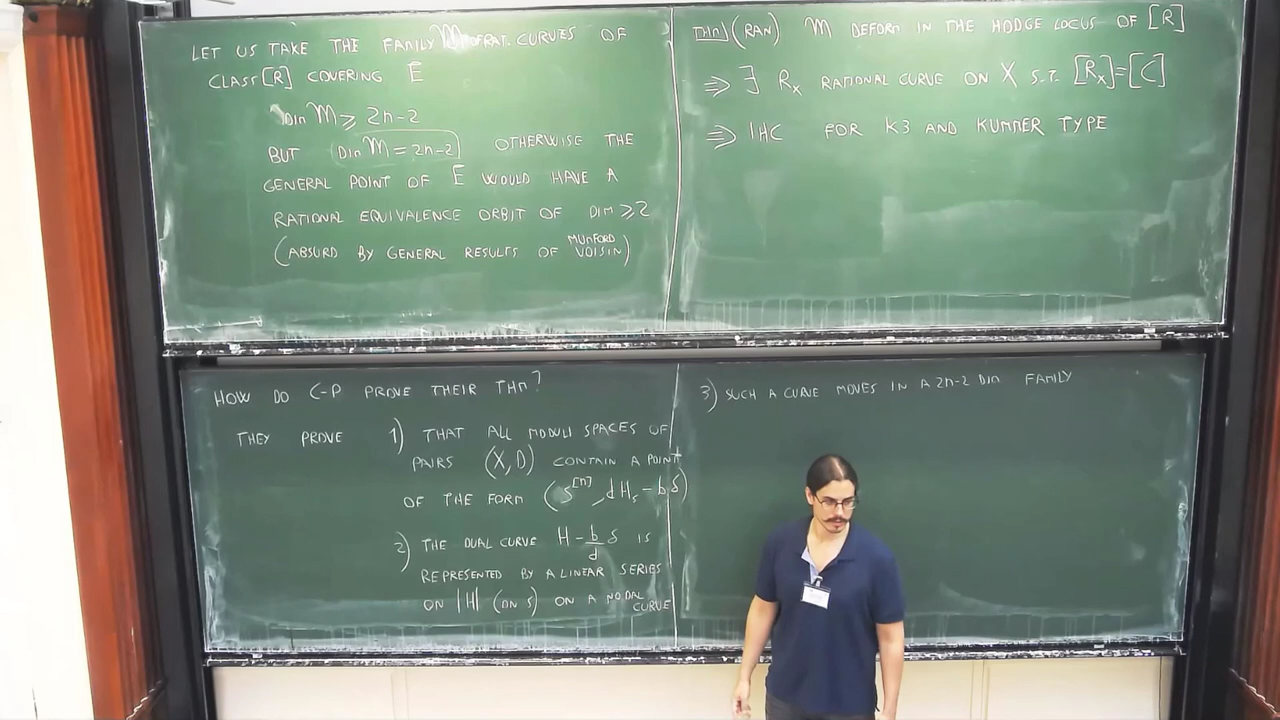 LET US TAKE THE FAMILY M OF RAT. CURVES OF
CLASS [R] COVERING E
DIM M ⩾ 2n-2
BUT (DIM M = 2n-2) OTHERWISE THE
GENERAL POINT OF E WOULD HAVE A
RATIONAL EQUIVALENCE ORBIT OF DIM ⩾2
(ABSURD BY GENERAL RESULTS OF MUMFORD VOISIN)
THM) (RAN) M DEFORM IN THE HODGE LOCUS OF [R]
⇒ ∃ Rx RATIONAL CURVE ON X S.T. [Rx]=[C]
⇒ IHC FOR K3 AND KUMMER TYPE
HOW DO C-P PROVE THEIR THM?
THEY PROVE 1) THAT ALL MODULI SPACES OF
PAIRS (X,D) CONTAIN A POINT
OF THE FORM (S^[n], dHs - bδ)
2) THE DUAL CURVE H - b/d δ IS
REPRESENTED BY A LINEAR SERIES
ON |H| (ON S) ON A NODAL CURVE
3) SUCH A CURVE MOVES IN A 2n-2 DIM FAMILY